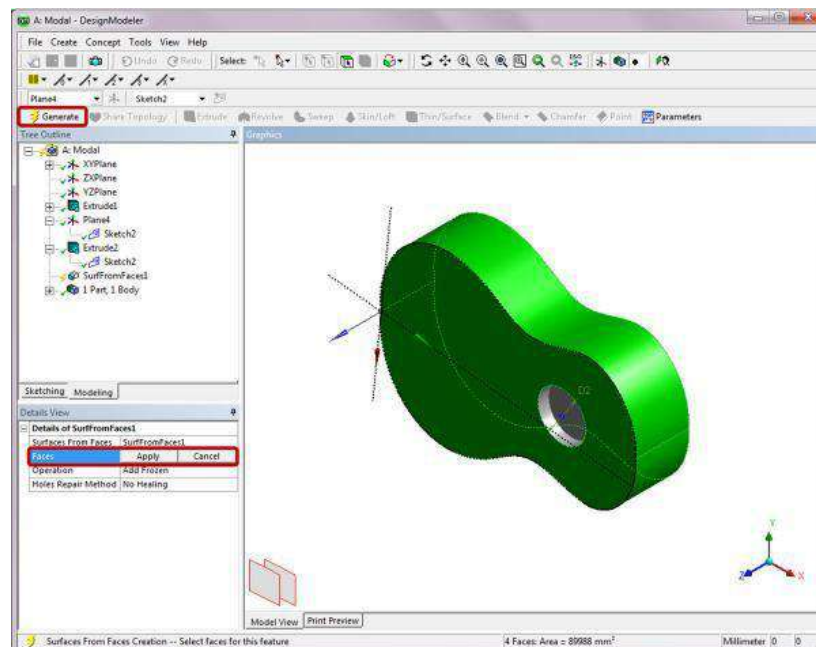 A: Modal - DesignModeler
File Create Concept Tools View Help
Undo Redo Select:
Plane4 Sketch2
Generate Share Topology Extrude Revolve Sweep Skin/Loft Thin/Surface Blend Chamfer Point Parameters
Tree Outline
Graphics
A: Modal
XYPlane
ZXPlane
YZPlane
Extrude1
Plane4
Sketch2
Extrude2
Sketch2
SurfFromFaces1
1 Part, 1 Body
D2
Sketching Modeling
Details View
Details of SurfFromFaces1
Surfaces From Faces SurfFromFaces1
Faces Apply Cancel
Operation Add Frozen
Holes Repair Method No Healing
Y
Z X
Model View Print Preview
Surfaces From Faces Creation -- Select faces for this feature 4 Faces: Area = 89988 mm² Millimeter 0 0